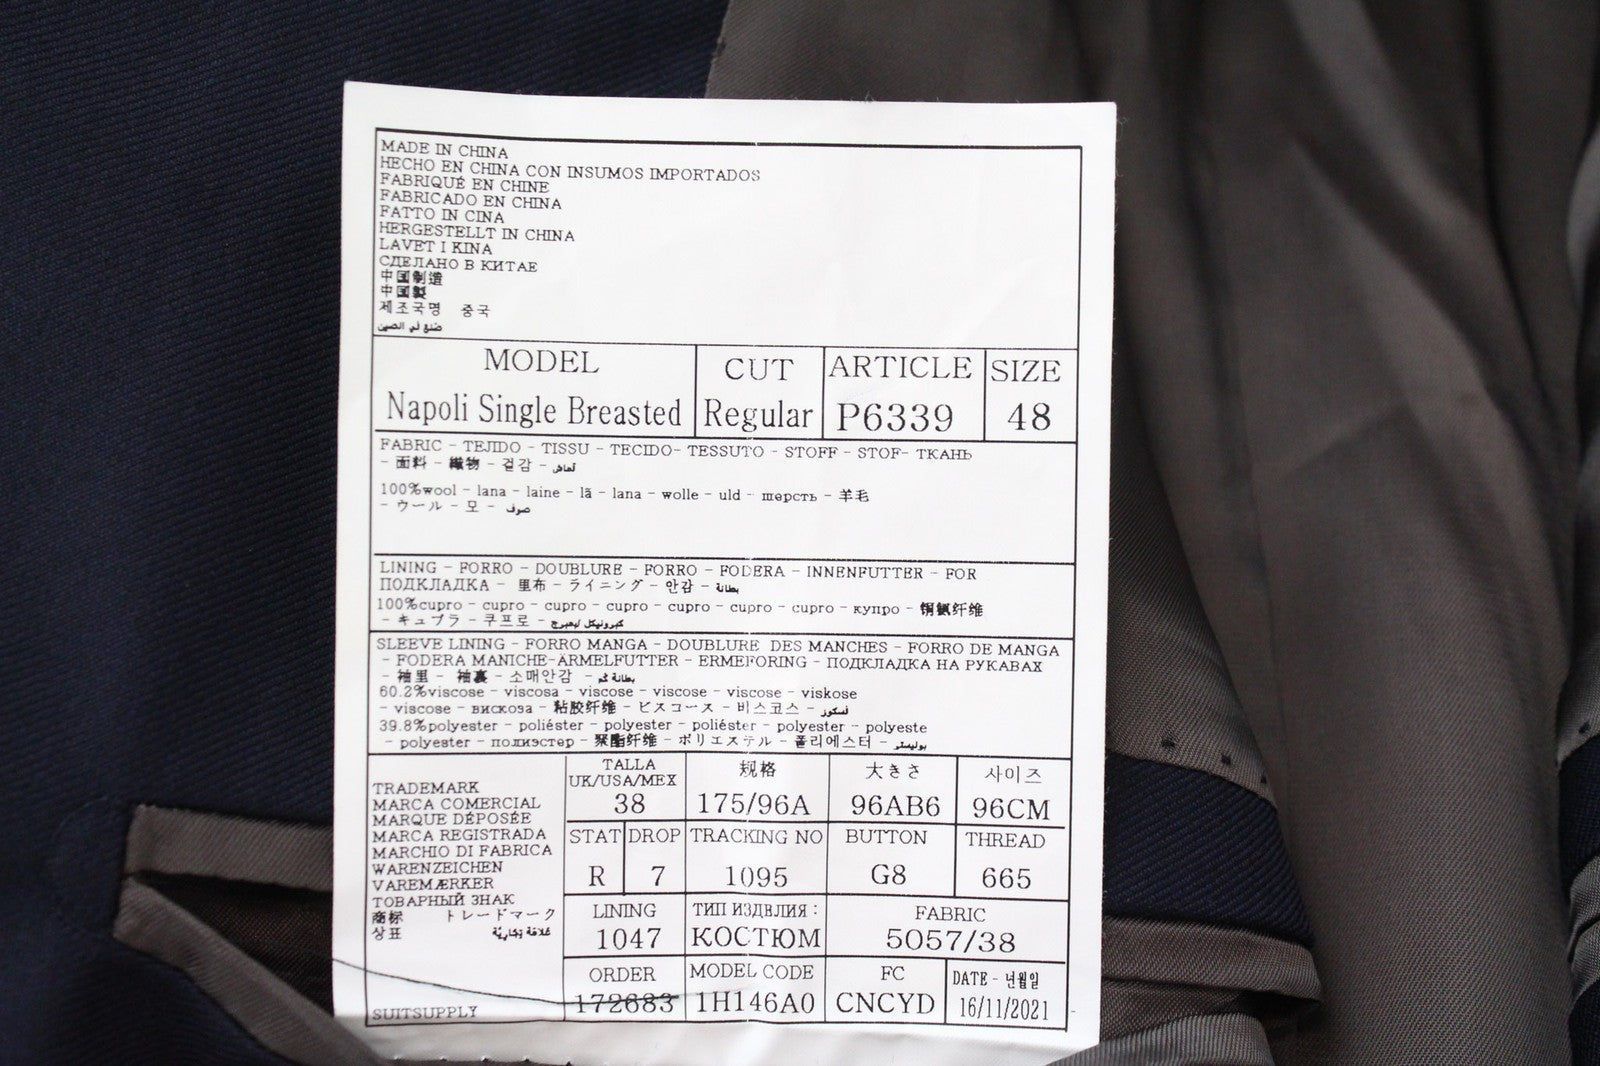 MADE IN CHINA
HECHO EN CHINA CON INSUMOS IMPORTADOS
FABRIQUÉ EN CHINE
FABRICADO EN CHINA
FATTO IN CINA
HERGESTELLT IN CHINA
LAVET I KINA
СДЕЛАНО В КИТАЕ
中国制造
中国製
제조국명 중국
صنع في الصين
MODEL CUT ARTICLE SIZE
Napoli Single Breasted Regular P6339 48
FABRIC - TEJIDO - TISSU - TECIDO- TESSUTO - STOFF - STOF- ТКАНЬ
- 面料 - 織物 - 겉감 - قماش
100%wool - lana - laine - lã - lana - wolle - uld - шерсть - 羊毛
- ウール - 모 - صوف
LINING - FORRO - DOUBLURE - FORRO - FODERA - INNENFUTTER - FOR
ПОДКЛАДКА - 里布 - ライニング - 안감 - بطانة
100%cupro - cupro - cupro - cupro - cupro - cupro - cupro - купро - 铜氨纤维
- キュプラ - 쿠프로 -
SLEEVE LINING - FORRO MANGA - DOUBLURE DES MANCHES - FORRO DE MANGA
- FODERA MANICHE-ÄRMELFUTTER - ERMEFORING - ПОДКЛАДКА НА РУКАВАХ
- 袖里 - 袖裏 - 소매안감 - بطانة كم
60.2%viscose - viscosa - viscose - viscose - viscose - viskose
- viscose - вискоза - 粘胶纤维 - ビスコース - 비스코스 - فسكوز
39.8%polyester - poliéster - polyester - poliéster - polyester - polyeste
- polyester - полиэстер - 聚酯纤维 - ポリエステル - 폴리에스터 - بوليستر
TRADEMARK
MARCA COMERCIAL
MARQUE DÉPOSÉE
MARCA REGISTRADA
MARCHIO DI FABRICA
WARENZEICHEN
VAREMÆRKER
ТОВАРНЫЙ ЗНАК
商标 トレードマーク
상표 علامة تجارية
SUITSUPPLY
TALLA 规格 大きさ 사이즈
UK/USA/MEX
38 175/96A 96AB6 96CM
STAT DROP TRACKING NO BUTTON THREAD
R 7 1095 G8 665
LINING ТИП ИЗДВЛИЯ : FABRIC
1047 КОСТЮМ 5057/38
ORDER MODEL CODE FC DATE - 년월일
172683 1H146A0 CNCYD 16/11/2021